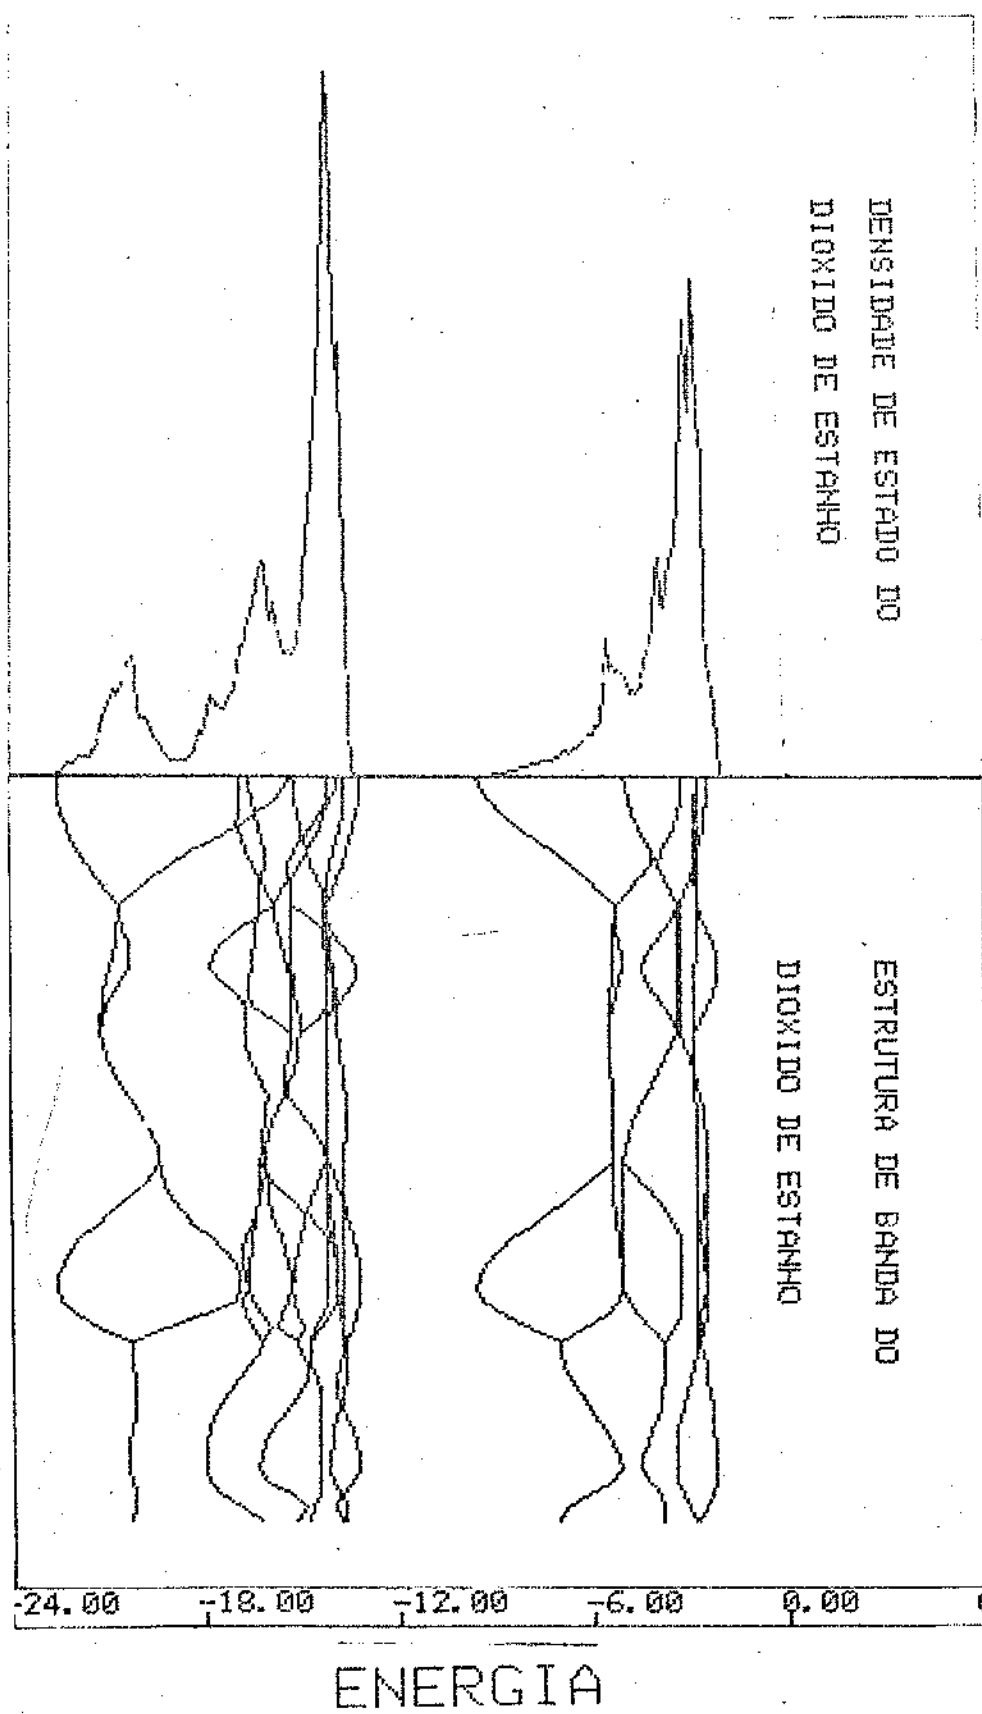 DENSIDADE DE ESTADO DO
DIOXIDO DE ESTANHO
ESTRUTURA DE BANDA DO
DIOXIDO DE ESTANHO
-24.00 -18.00 -12.00 -6.00 0.00
ENERGIA